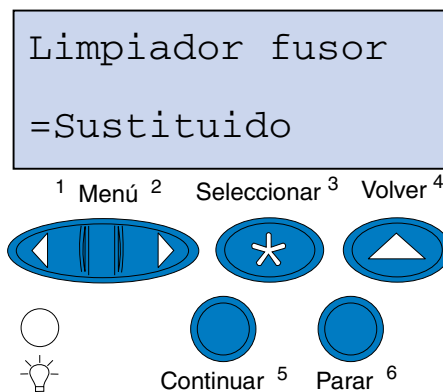 Limpiador fusor
=Sustituido
1 Menú 2 Seleccionar 3 Volver 4
Continuar 5 Parar 6